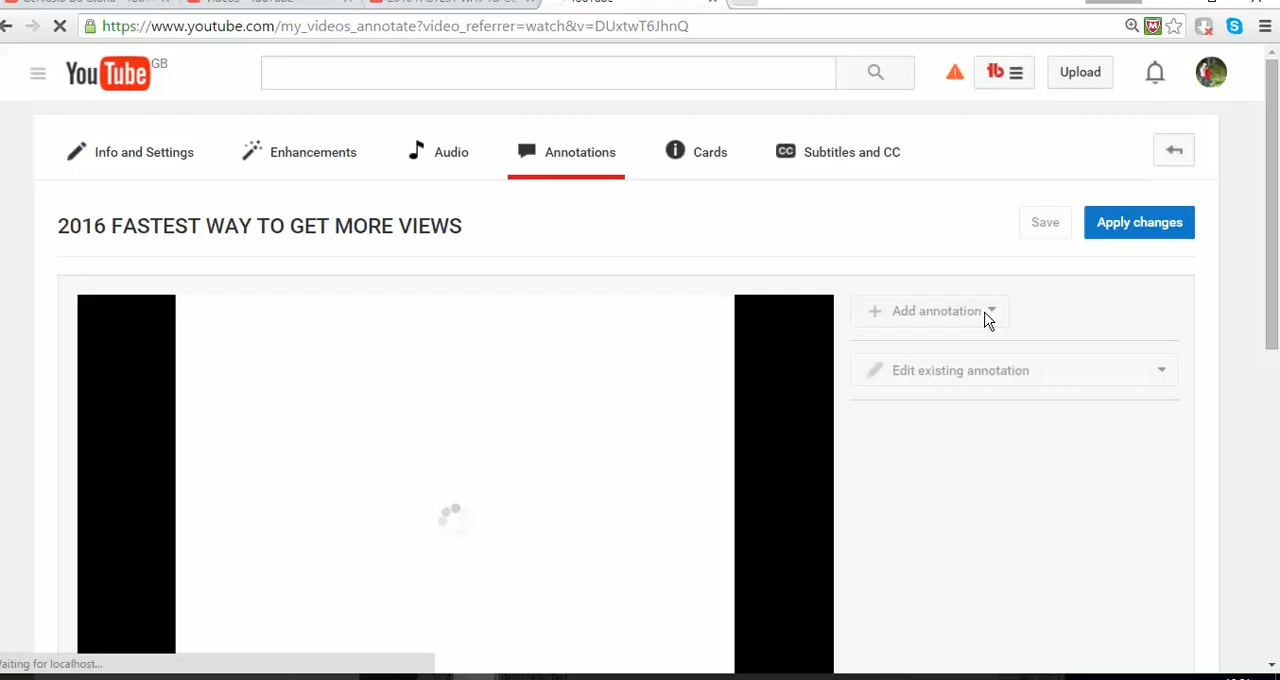 https://www.youtube.com/my_videos_annotate?video_referrer=watch&v=DUxtwT6JhnQ
YouTube GB
Upload
Info and Settings
Enhancements
Audio
Annotations
Cards
CC Subtitles and CC
2016 FASTEST WAY TO GET MORE VIEWS
Save
Apply changes
+ Add annotation
Edit existing annotation
aiting for localhost...